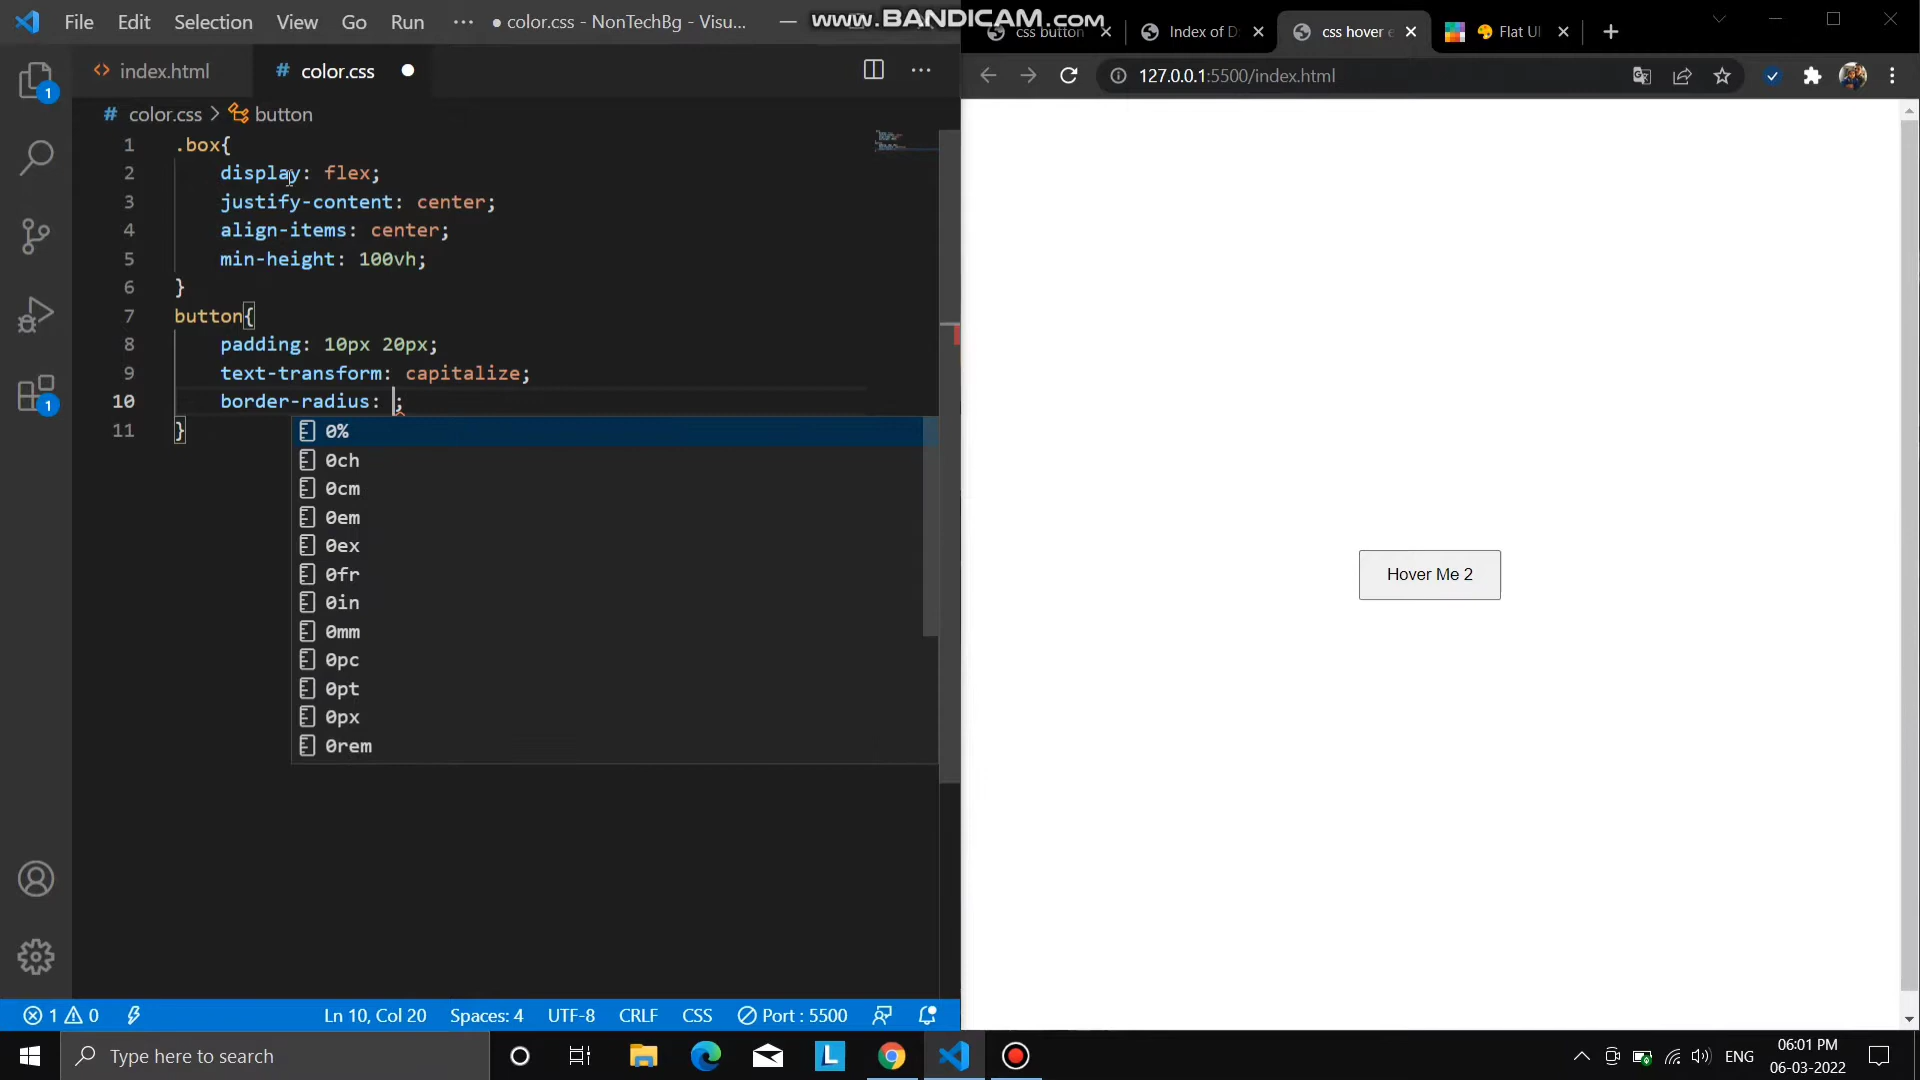 File Edit Selection View Go Run ··· ● color.css - NonTechBg - Visu...
www.BANDICAM.com
css button
Index of D
css hover e
Flat UI
127.0.0.1:5500/index.html
index.html
# color.css
# color.css > button
1 .box{
2 display: flex;
3 justify-content: center;
4 align-items: center;
5 min-height: 100vh;
6 }
7 button{
8 padding: 10px 20px;
9 text-transform: capitalize;
10 border-radius: ;
11 }
0%
0ch
0cm
0em
0ex
0fr
0in
0mm
0pc
0pt
0px
0rem
1
1
Hover Me 2
1 0 Ln 10, Col 20 Spaces: 4 UTF-8 CRLF CSS Port : 5500
Type here to search
L
ENG
06:01 PM
06-03-2022